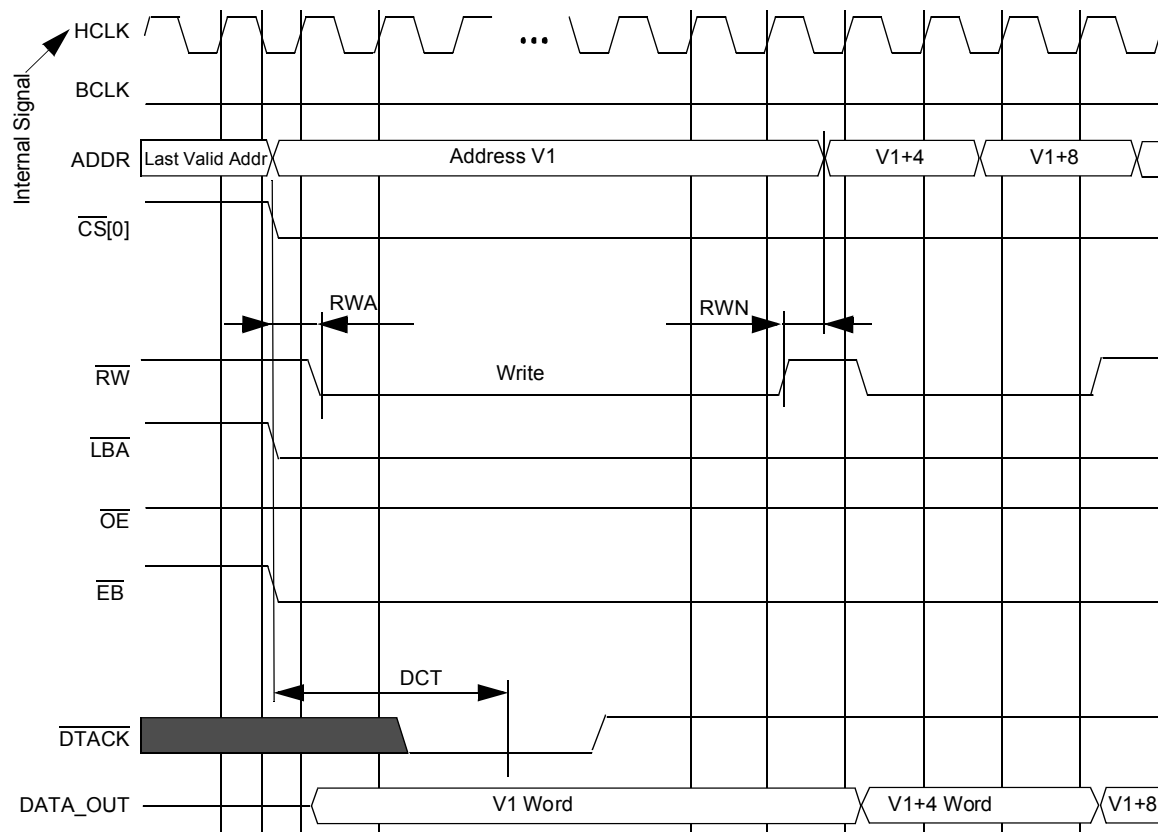 HCLK
...
Internal Signal
BCLK
ADDR
Last Valid Addr
Address V1
V1+4
V1+8
CS[0]
RWA
RWN
RW
Write
LBA
OE
EB
DCT
DTACK
DATA_OUT
V1 Word
V1+4 Word
V1+8